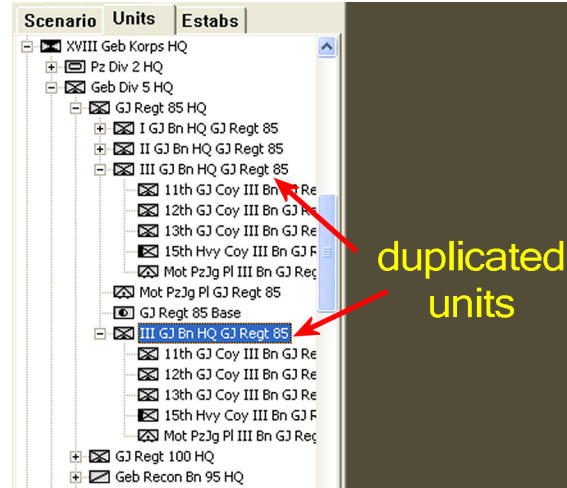 Scenario Units Estabs
XVIII Geb Korps HQ
Pz Div 2 HQ
Geb Div 5 HQ
GJ Regt 85 HQ
I GJ Bn HQ GJ Regt 85
II GJ Bn HQ GJ Regt 85
III GJ Bn HQ GJ Regt 85
11th GJ Coy III Bn GJ Re
12th GJ Coy III Bn GJ Re
13th GJ Coy III Bn GJ Re
15th Hvy Coy III Bn GJ R
Mot PzJg Pl III Bn GJ Reg
Mot PzJg Pl GJ Regt 85
GJ Regt 85 Base
III GJ Bn HQ GJ Regt 85
11th GJ Coy III Bn GJ Re
12th GJ Coy III Bn GJ Re
13th GJ Coy III Bn GJ Re
15th Hvy Coy III Bn GJ R
Mot PzJg Pl III Bn GJ Reg
GJ Regt 100 HQ
Geb Recon Bn 95 HQ
duplicated
units